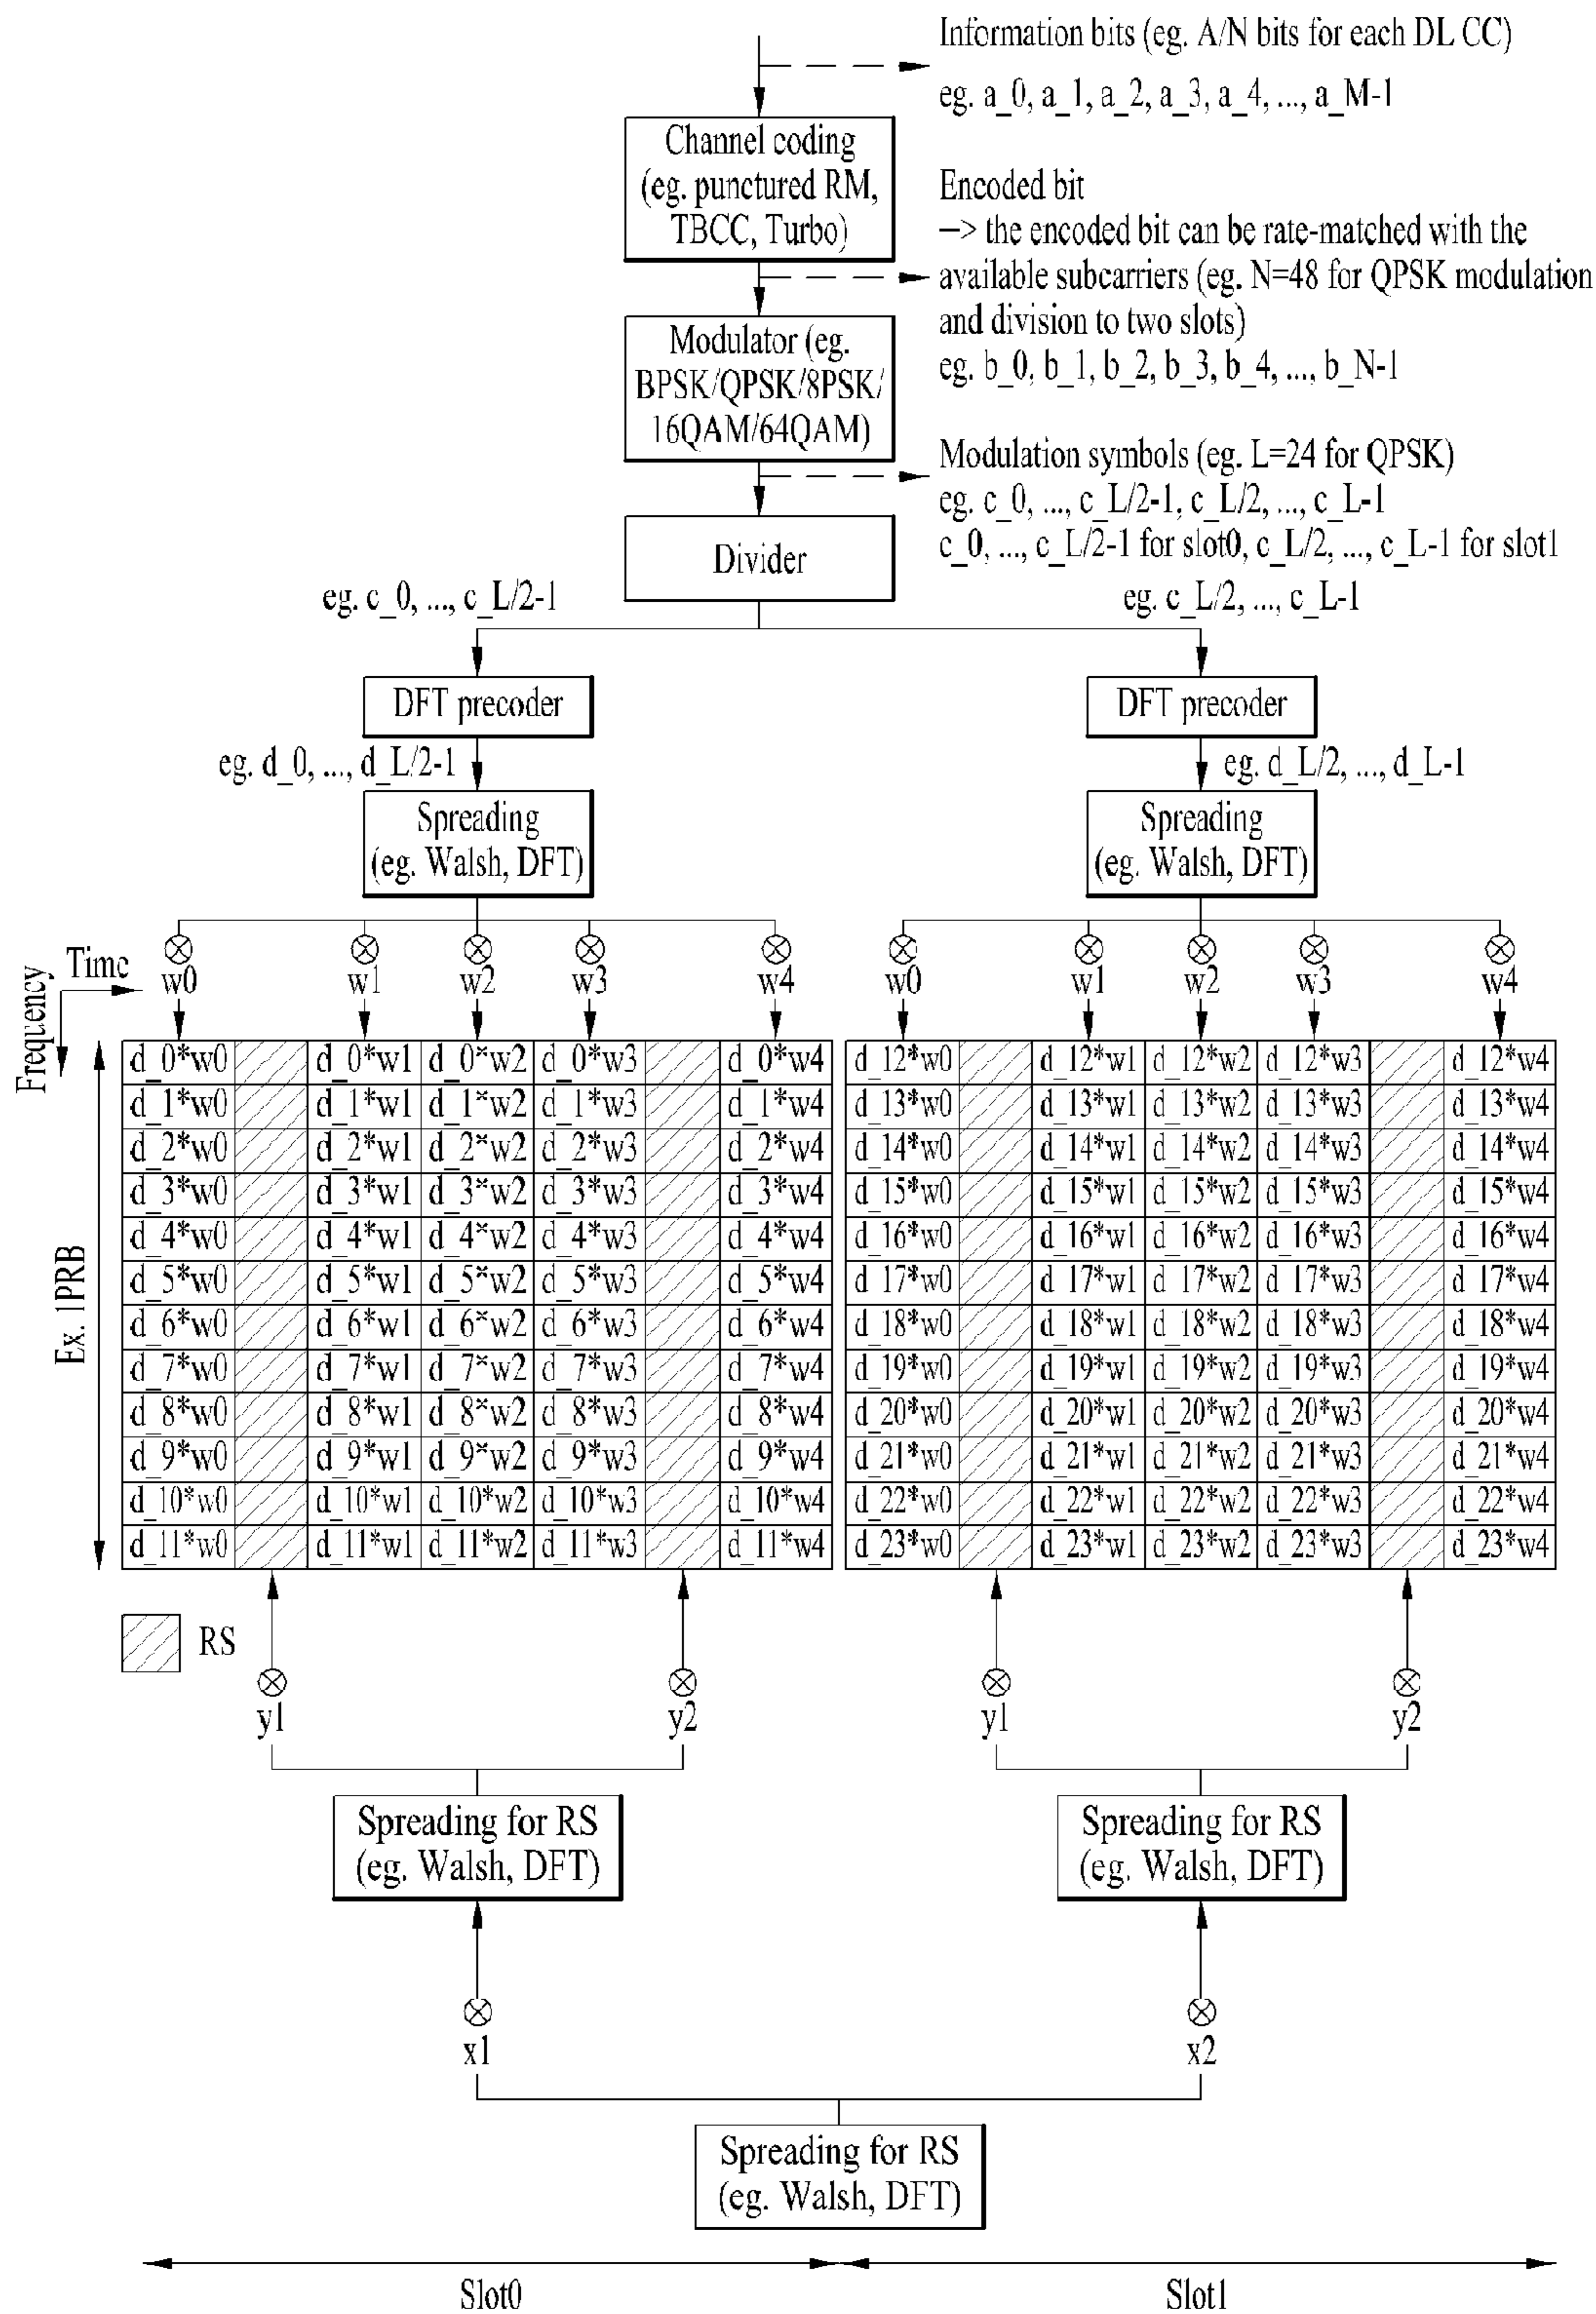 Information bits (eg. A/N bits for each DL CC)
eg. a_0, a_1, a_2, a_3, a_4, ..., a_M-1
Channel coding
(eg. punctured RM,
TBCC, Turbo)
Encoded bit
–> the encoded bit can be rate-matched with the
available subcarriers (eg. N=48 for QPSK modulation
and division to two slots)
eg. b_0, b_1, b_2, b_3, b_4, ..., b_N-1
Modulator (eg.
BPSK/QPSK/8PSK/
16QAM/64QAM)
Modulation symbols (eg. L=24 for QPSK)
eg. c_0, ..., c_L/2-1, c_L/2, ..., c_L-1
c_0, ..., c_L/2-1 for slot0, c_L/2, ..., c_L-1 for slot1
Divider
eg. c_0, ..., c_L/2-1
eg. c_L/2, ..., c_L-1
DFT precoder
DFT precoder
eg. d_0, ..., d_L/2-1
eg. d_L/2, ..., d_L-1
Spreading
(eg. Walsh, DFT)
Spreading
(eg. Walsh, DFT)
Time
Frequency
w0 w1 w2 w3 w4 w0 w1 w2 w3 w4
Ex. 1PRB
d_0*w0 d_0*w1 d_0*w2 d_0*w3 d_0*w4 d_12*w0 d_12*w1 d_12*w2 d_12*w3 d_12*w4
d_1*w0 d_1*w1 d_1*w2 d_1*w3 d_1*w4 d_13*w0 d_13*w1 d_13*w2 d_13*w3 d_13*w4
d_2*w0 d_2*w1 d_2*w2 d_2*w3 d_2*w4 d_14*w0 d_14*w1 d_14*w2 d_14*w3 d_14*w4
d_3*w0 d_3*w1 d_3*w2 d_3*w3 d_3*w4 d_15*w0 d_15*w1 d_15*w2 d_15*w3 d_15*w4
d_4*w0 d_4*w1 d_4*w2 d_4*w3 d_4*w4 d_16*w0 d_16*w1 d_16*w2 d_16*w3 d_16*w4
d_5*w0 d_5*w1 d_5*w2 d_5*w3 d_5*w4 d_17*w0 d_17*w1 d_17*w2 d_17*w3 d_17*w4
d_6*w0 d_6*w1 d_6*w2 d_6*w3 d_6*w4 d_18*w0 d_18*w1 d_18*w2 d_18*w3 d_18*w4
d_7*w0 d_7*w1 d_7*w2 d_7*w3 d_7*w4 d_19*w0 d_19*w1 d_19*w2 d_19*w3 d_19*w4
d_8*w0 d_8*w1 d_8*w2 d_8*w3 d_8*w4 d_20*w0 d_20*w1 d_20*w2 d_20*w3 d_20*w4
d_9*w0 d_9*w1 d_9*w2 d_9*w3 d_9*w4 d_21*w0 d_21*w1 d_21*w2 d_21*w3 d_21*w4
d_10*w0 d_10*w1 d_10*w2 d_10*w3 d_10*w4 d_22*w0 d_22*w1 d_22*w2 d_22*w3 d_22*w4
d_11*w0 d_11*w1 d_11*w2 d_11*w3 d_11*w4 d_23*w0 d_23*w1 d_23*w2 d_23*w3 d_23*w4
RS
y1 y2 y1 y2
Spreading for RS
(eg. Walsh, DFT)
Spreading for RS
(eg. Walsh, DFT)
x1 x2
Spreading for RS
(eg. Walsh, DFT)
Slot0 Slot1